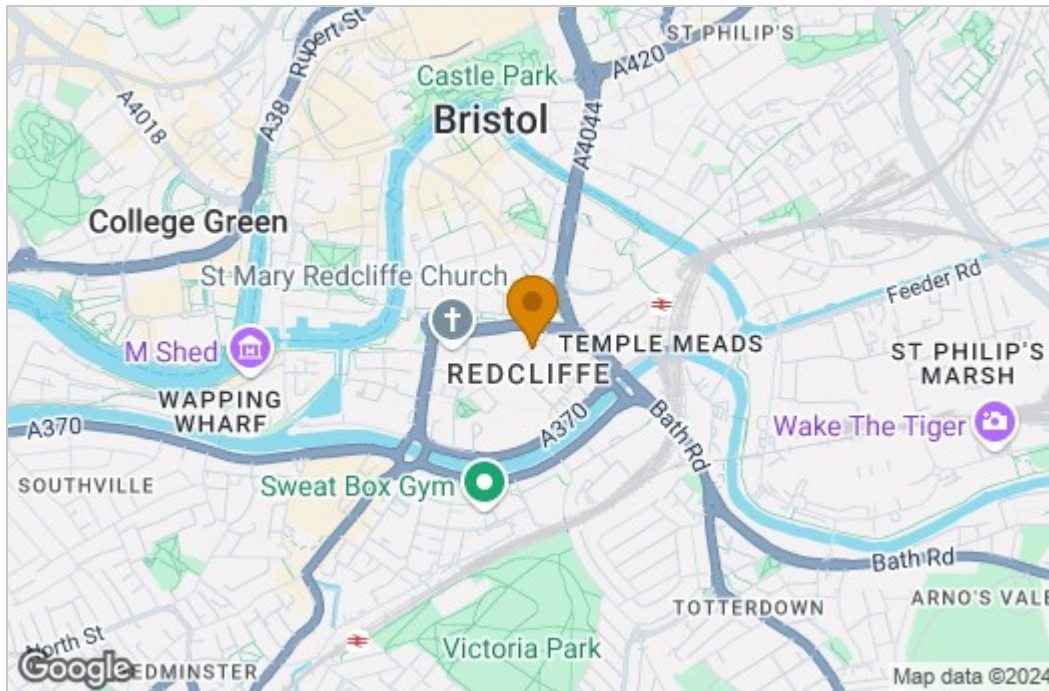 Rupert St
ST PHILIP'S
A420
Castle Park
A4018
A38
Bristol
A4044
College Green
St Mary Redcliffe Church
Feeder Rd
M Shed
TEMPLE MEADS
REDCLIFFE
ST PHILIP'S
MARSH
WAPPING
WHARF
A370
A370
Bath Rd
Wake The Tiger
SOUTHVILLE
Sweat Box Gym
Bath Rd
TOTTERDOWN
ARNO'S VALE
North St
Victoria Park
EDMINSTER
Google
Map data ©2024